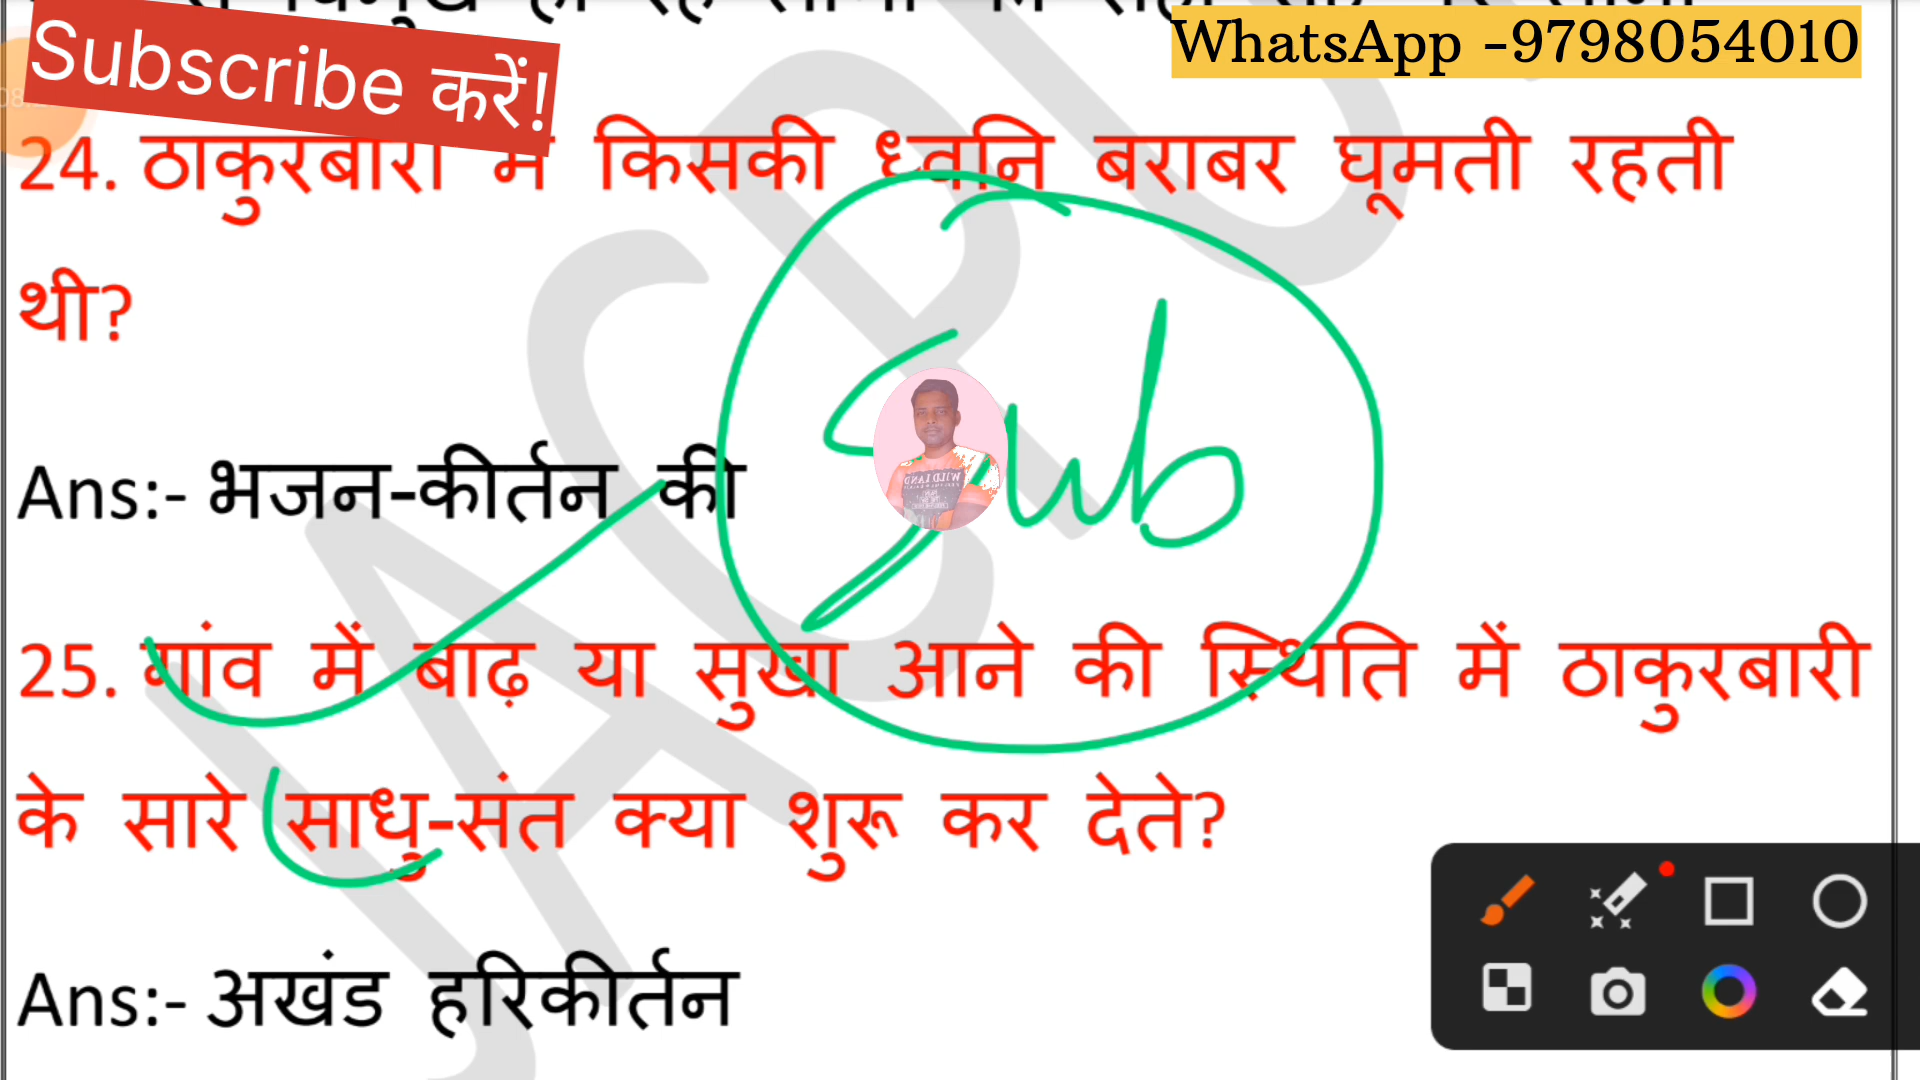 Subscribe करें!
WhatsApp -9798054010
24. ठाकुरबारी में किसकी ध्वनि बराबर घूमती रहती
थी?
Sub
Ans:- भजन-कीर्तन की
25. गांव में बाढ़ या सुखा आने की स्थिति में ठाकुरबारी
के सारे साधु-संत क्या शुरू कर देते?
Ans:- अखंड हरिकीर्तन